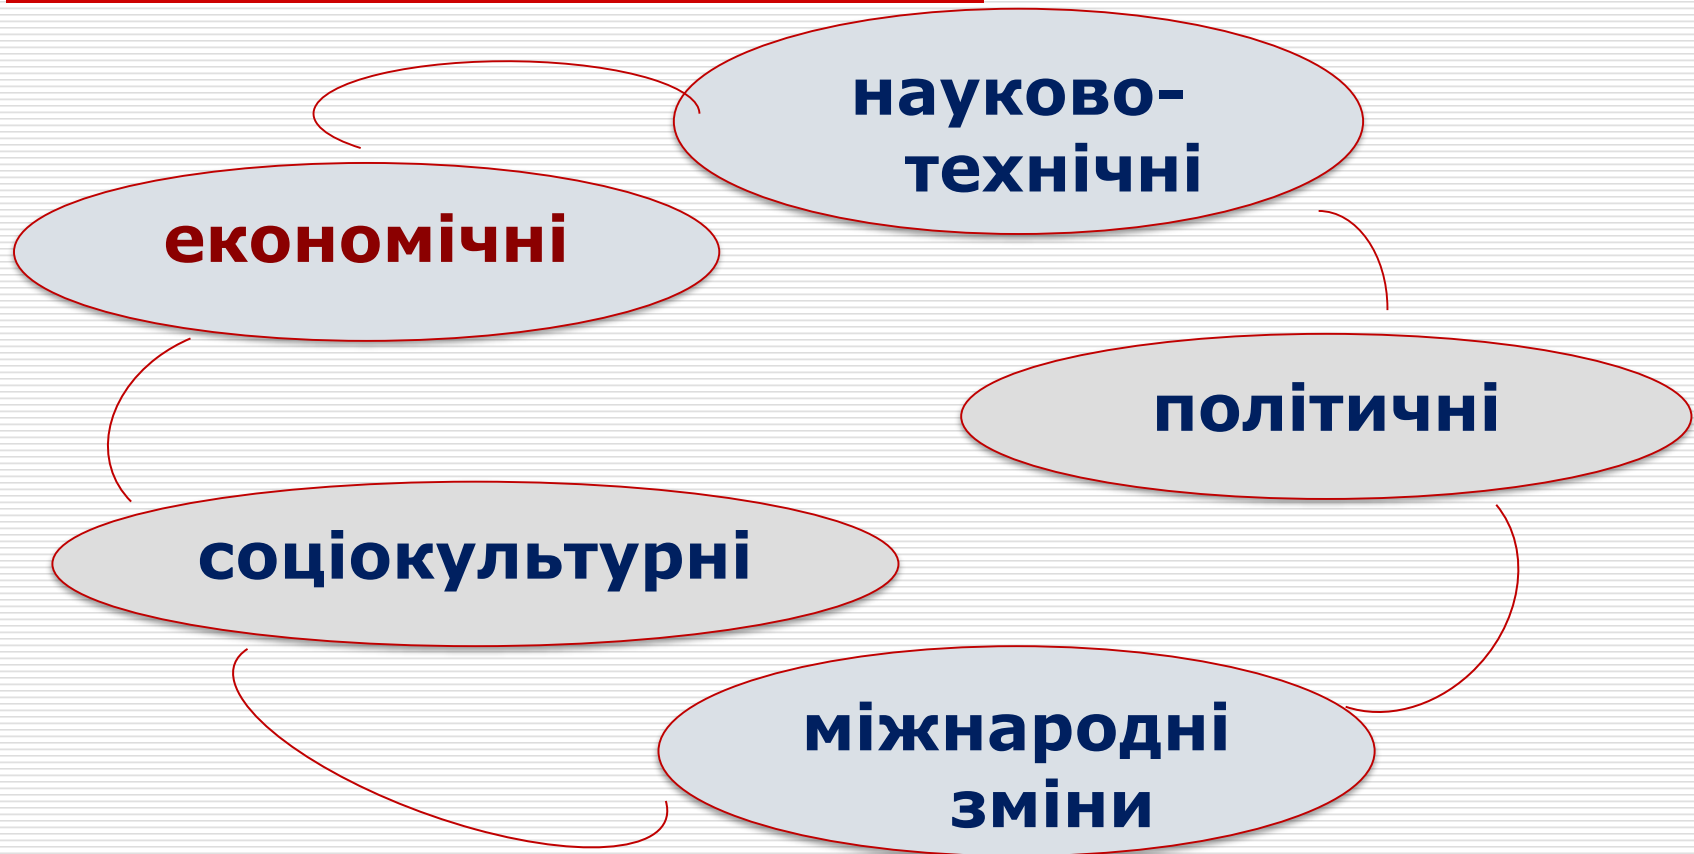 науково-
технічні
економічні
політичні
соціокультурні
міжнародні
зміни